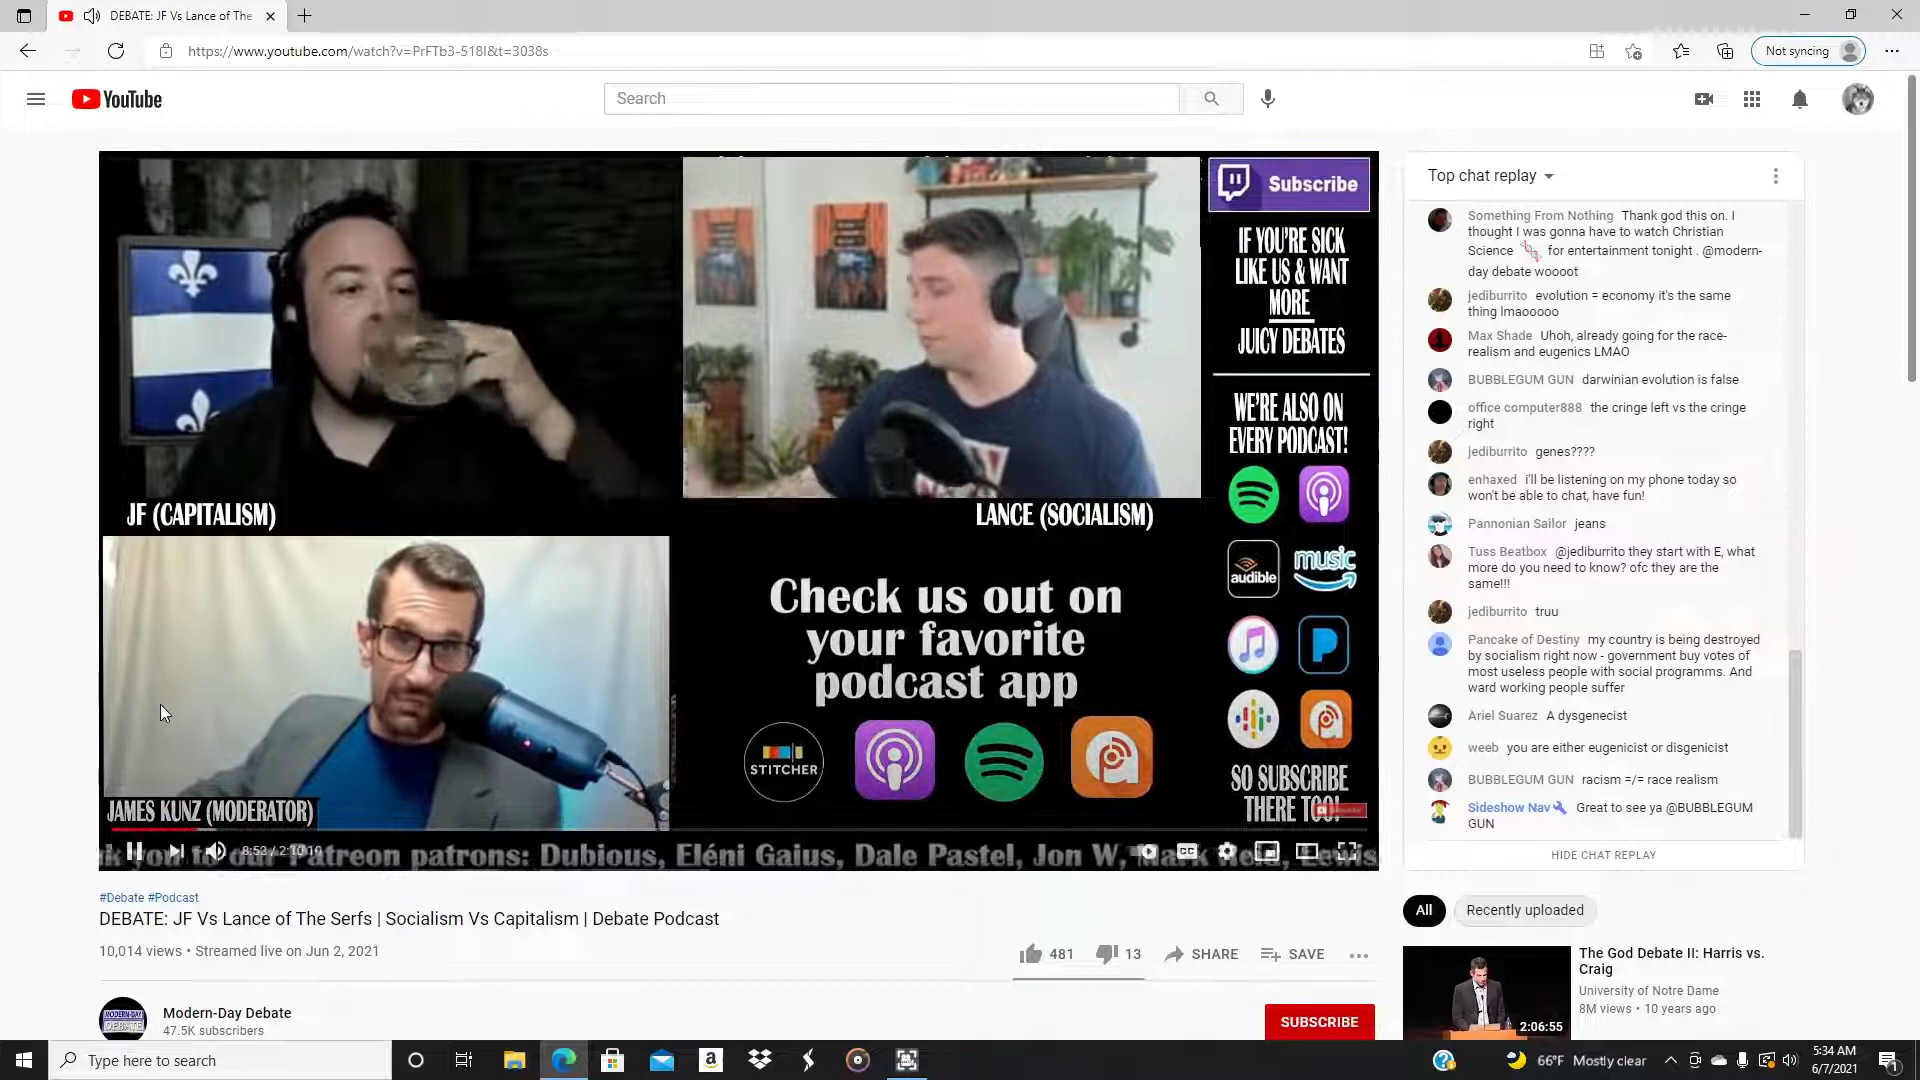 DEBATE: JF Vs Lance of The
https://www.youtube.com/watch?v=PrFTb3-518I&t=3038s
Not syncing
YouTube
Search
Subscribe
IF YOU'RE SICK
LIKE US & WANT
MORE
JUICY DEBATES
WE'RE ALSO ON
EVERY PODCAST!
audible
music
SO SUBSCRIBE
THERE TOO!
JF (CAPITALISM)
LANCE (SOCIALISM)
Check us out on
your favorite
podcast app
STITCHER
JAMES KUNZ (MODERATOR)
8:52 / 2:10:10
Patreon patrons: Dubious, Eléni Gaius, Dale Pastel, Jon W,
CC
Top chat replay
Something From Nothing Thank god this on. I
thought I was gonna have to watch Christian
Science for entertainment tonight . @modern-
day debate woooot
jediburrito evolution = economy it's the same
thing lmaooooo
Max Shade Uhoh, already going for the race-
realism and eugenics LMAO
BUBBLEGUM GUN darwinian evolution is false
office computer888 the cringe left vs the cringe
right
jediburrito genes????
enhaxed i'll be listening on my phone today so
won't be able to chat, have fun!
Pannonian Sailor jeans
Tuss Beatbox @jediburrito they start with E, what
more do you need to know? ofc they are the
same!!!
jediburrito truu
Pancake of Destiny my country is being destroyed
by socialism right now - government buy votes of
most useless people with social programms. And
ward working people suffer
Ariel Suarez A dysgenecist
weeb you are either eugenicist or disgenicist
BUBBLEGUM GUN racism =/= race realism
Sideshow Nav Great to see ya @BUBBLEGUM
GUN
HIDE CHAT REPLAY
#Debate #Podcast
DEBATE: JF Vs Lance of The Serfs | Socialism Vs Capitalism | Debate Podcast
10,014 views • Streamed live on Jun 2, 2021
481
13
SHARE
SAVE
Modern-Day Debate
47.5K subscribers
SUBSCRIBE
All
Recently uploaded
The God Debate II: Harris vs.
Craig
University of Notre Dame
8M views • 10 years ago
2:06:55
Type here to search
66°F Mostly clear
5:34 AM
6/7/2021
1